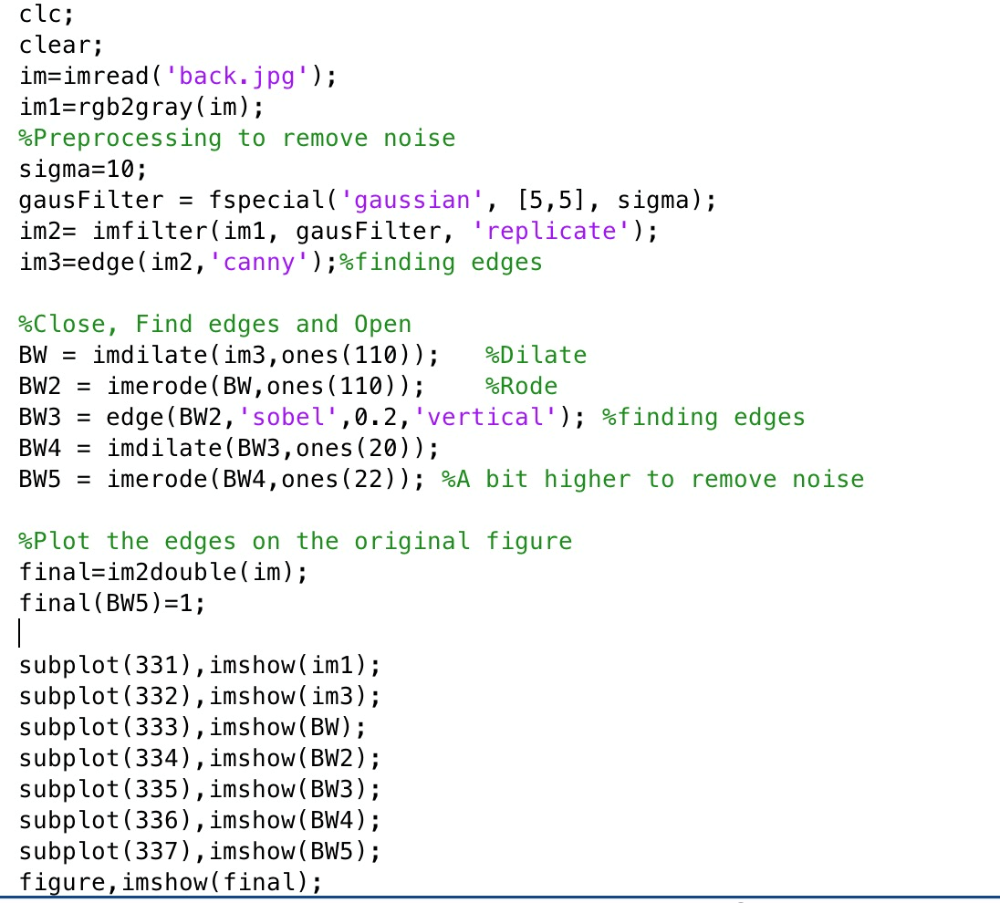 clc;
clear;
im=imread('back.jpg');
im1=rgb2gray(im);
%Preprocessing to remove noise
sigma=10;
gausFilter = fspecial('gaussian', [5,5], sigma);
im2= imfilter(im1, gausFilter, 'replicate');
im3=edge(im2,'canny');%finding edges
%Close, Find edges and Open
BW = imdilate(im3,ones(110));   %Dilate
BW2 = imerode(BW,ones(110));    %Rode
BW3 = edge(BW2,'sobel',0.2,'vertical'); %finding edges
BW4 = imdilate(BW3,ones(20));
BW5 = imerode(BW4,ones(22)); %A bit higher to remove noise
%Plot the edges on the original figure
final=im2double(im);
final(BW5)=1;
subplot(331),imshow(im1);
subplot(332),imshow(im3);
subplot(333),imshow(BW);
subplot(334),imshow(BW2);
subplot(335),imshow(BW3);
subplot(336),imshow(BW4);
subplot(337),imshow(BW5);
figure,imshow(final);